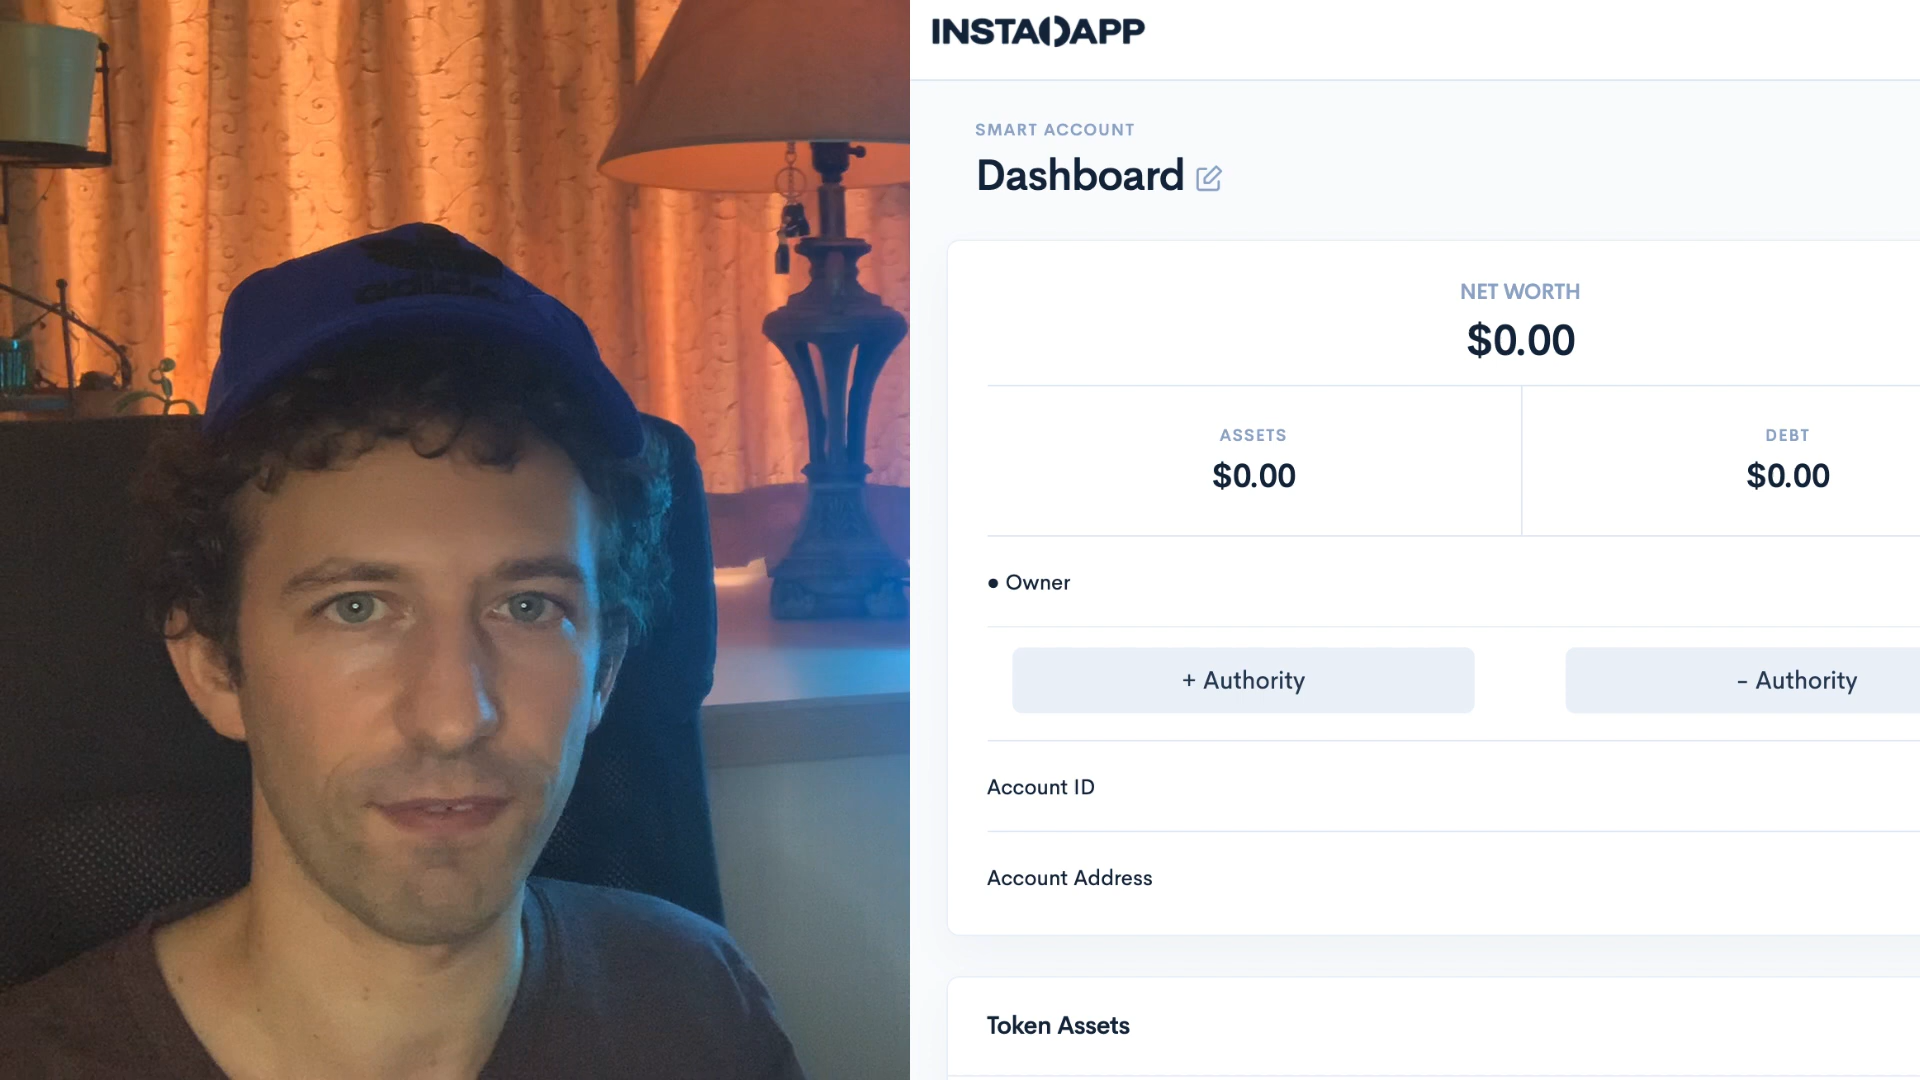 adidas
INSTADAPP
SMART ACCOUNT
Dashboard
NET WORTH
$0.00
ASSETS
DEBT
$0.00
$0.00
• Owner
+ Authority
- Authority
Account ID
Account Address
Token Assets